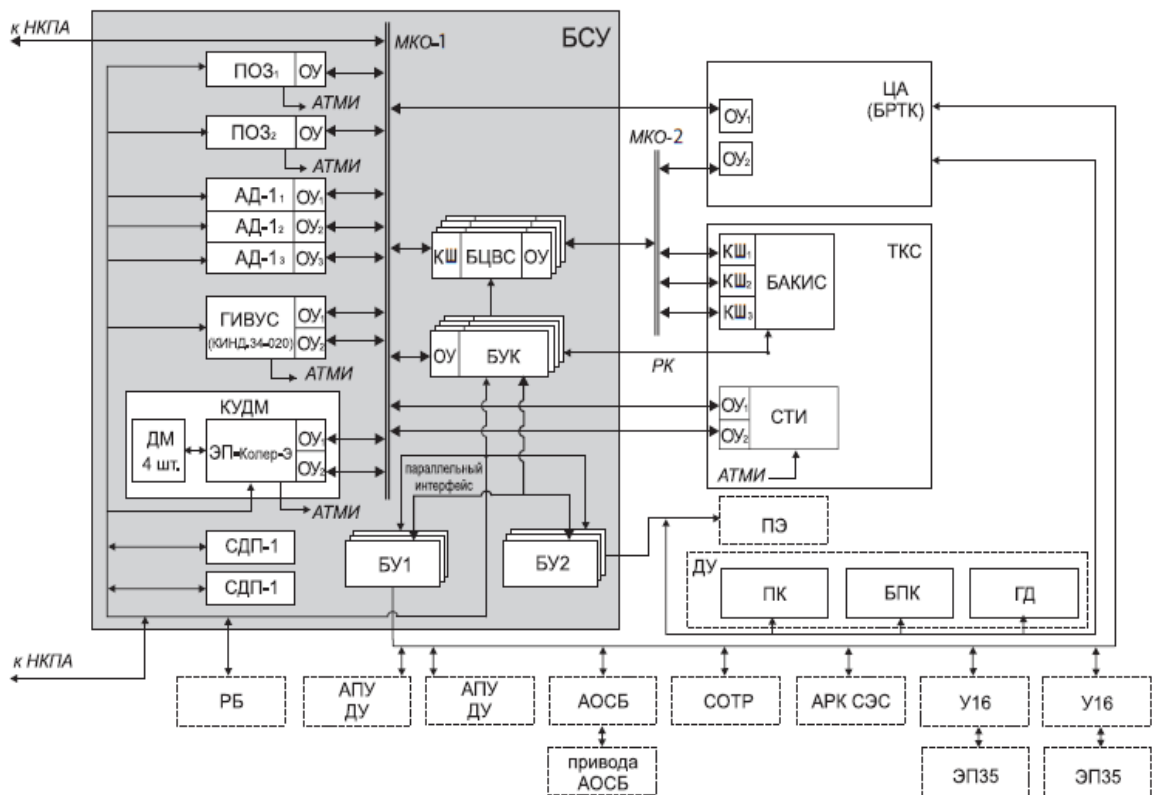 к НКПА
МКО-1
БСУ
ПОЗ₁
ОУ
АТМИ
ПОЗ₂
ОУ
АТМИ
АД-1₁
ОУ₁
АД-1₂
ОУ₂
АД-1₃
ОУ₃
ГИВУС
(КИНД.34-020)
ОУ₁
ОУ₂
АТМИ
КУДМ
ДМ
4 шт.
ЭП-Колер-Э
ОУ₁
ОУ₂
АТМИ
СДП-1
СДП-1
КШ
БЦВС
ОУ
ОУ
БУК
параллельный
интерфейс
БУ1
БУ2
МКО-2
РК
ЦА
(БРТК)
ОУ₁
ОУ₂
ТКС
КШ₁
КШ₂
КШ₃
БАКИС
ОУ₁
ОУ₂
СТИ
АТМИ
ПЭ
ДУ
ПК
БПК
ГД
к НКПА
РБ
АПУ
ДУ
АПУ
ДУ
АОСБ
СОТР
АРК СЭС
У16
У16
привода
АОСБ
ЭП35
ЭП35